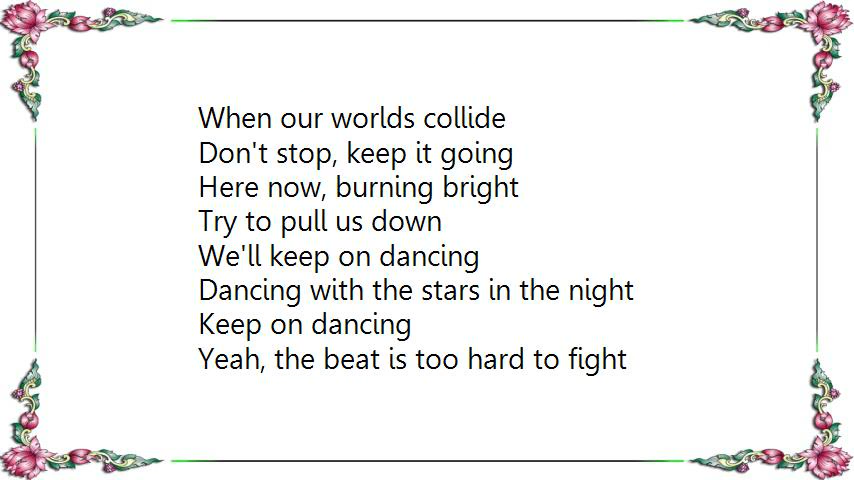 When our worlds collide
Don't stop, keep it going
Here now, burning bright
Try to pull us down
We'll keep on dancing
Dancing with the stars in the night
Keep on dancing
Yeah, the beat is too hard to fight